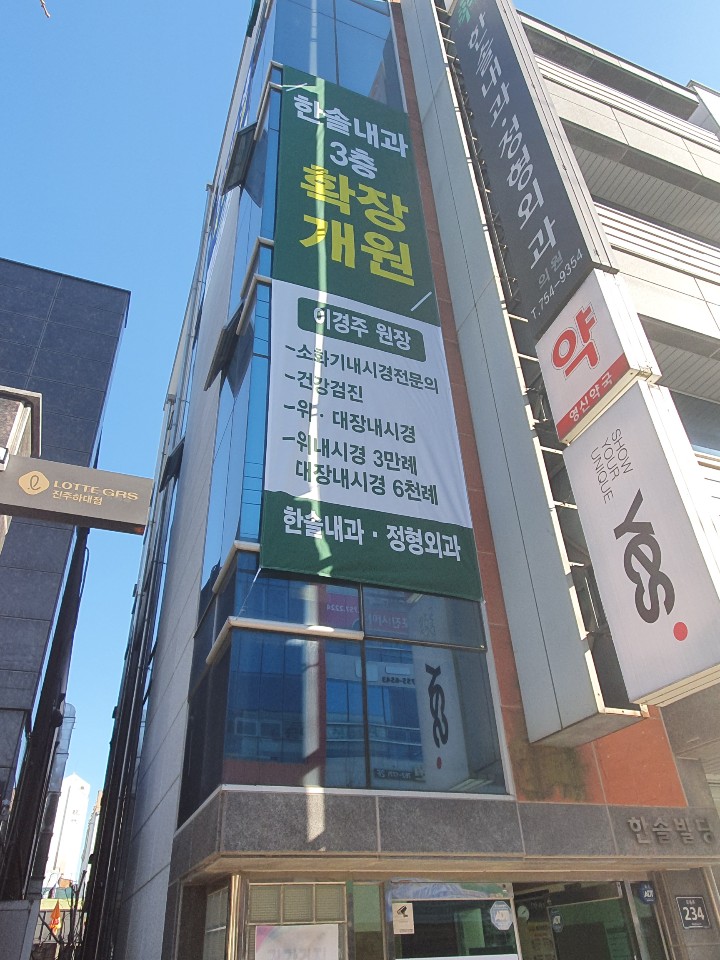 한솔내과
3층
확장
개원
이경주 원장
-소화기내시경전문의
-건강검진
-위· 대장내시경
-위내시경 3만례
대장내시경 6천례
한솔내과·정형외과
한솔내과정형외과
의원
T.754-9354
약
영신약국
SHOW
YOUR
UNIQUE
yes.
LOTTE GRS
진주하대점
한솔빌딩
234
ADT